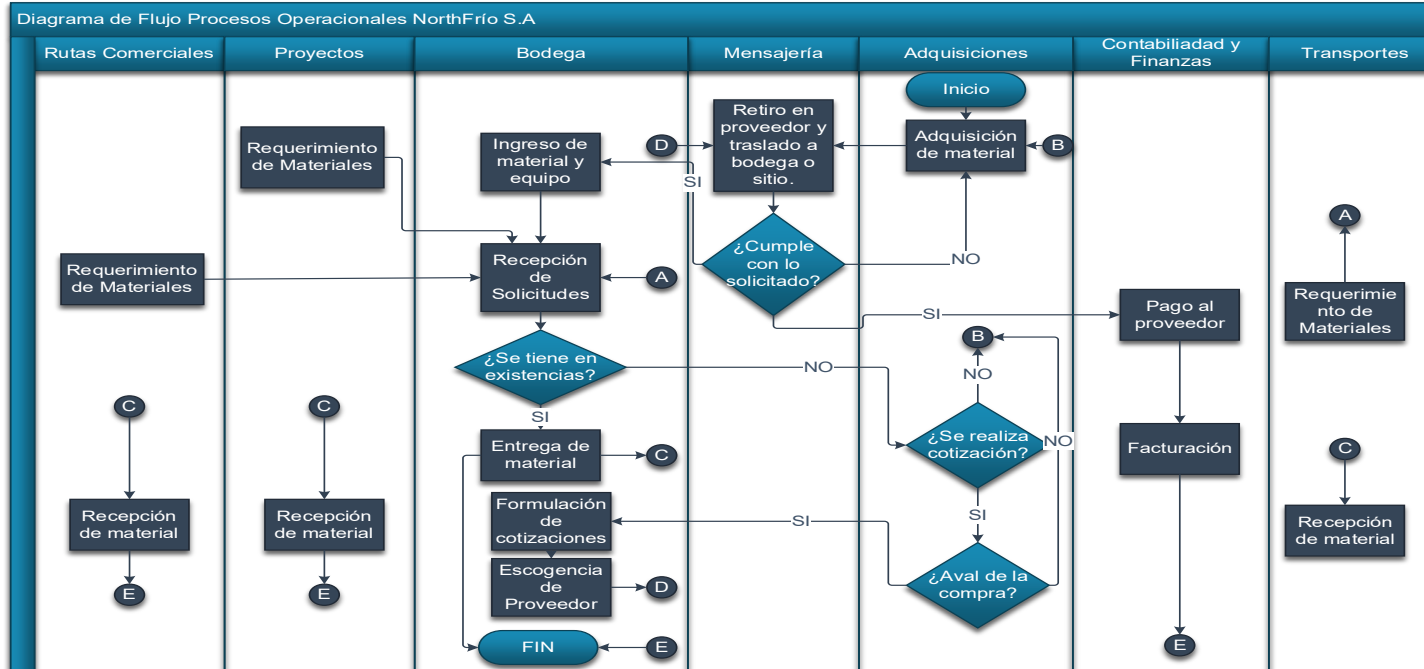 Diagrama de Flujo Procesos Operacionales NorthFrío S.A
Rutas Comerciales
Proyectos
Bodega
Mensajería
Adquisiciones
Contabiliadad y
Finanzas
Transportes
Requerimiento
de Materiales
C
Recepción
de material
E
Requerimiento
de Materiales
C
Recepción
de material
E
Ingreso de
material y
equipo
Recepción
de
Solicitudes
A
¿Se tiene en
existencias?
NO
SI
Entrega de
material
C
Formulación
de
cotizaciones
Escogencia
de
Proveedor
D
FIN
E
D
Retiro en
proveedor y
traslado a
bodega o
sitio.
SI
¿Cumple
con lo
solicitado?
NO
SI
Inicio
Adquisición
de material
B
B
NO
¿Se realiza
cotización?
NO
SI
SI
¿Aval de la
compra?
Pago al
proveedor
Facturación
E
A
Requerimie
nto de
Materiales
C
Recepción
de material